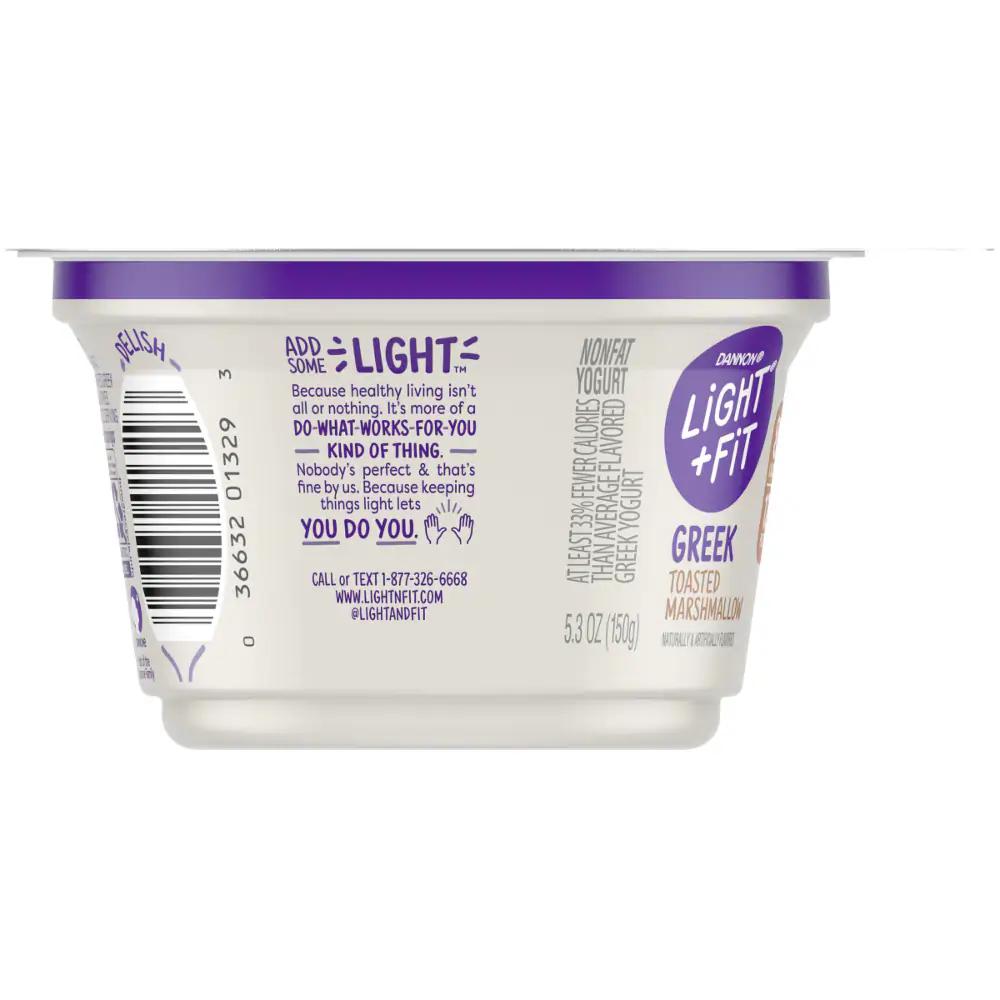 DELISH
0 36632 01329 3
ADD SOME LIGHT™
Because healthy living isn't
all or nothing. It's more of a
DO-WHAT-WORKS-FOR-YOU
KIND OF THING.
Nobody's perfect & that's
fine by us. Because keeping
things light lets
YOU DO YOU.
CALL or TEXT 1-877-326-6668
WWW.LIGHTNFIT.COM
@LIGHTANDFIT
NONFAT
YOGURT
AT LEAST 33% FEWER CALORIES
THAN AVERAGE FLAVORED
GREEK YOGURT
5.3 OZ (150g)
DANNON®
LiGHT®
+FiT
GREEK
TOASTED
MARSHMALLOW
NATURALLY & ARTIFICIALLY FLAVORED